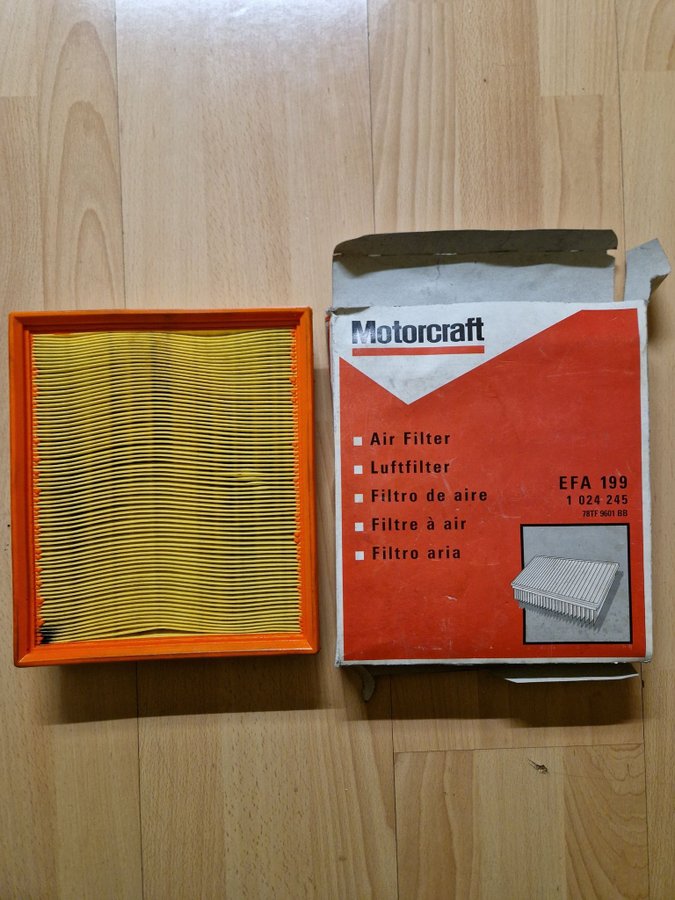 Motorcraft
Air Filter
Luftfilter
Filtro de aire
Filtre à air
Filtro aria
EFA 199
1 024 245
78TF 9601 BB